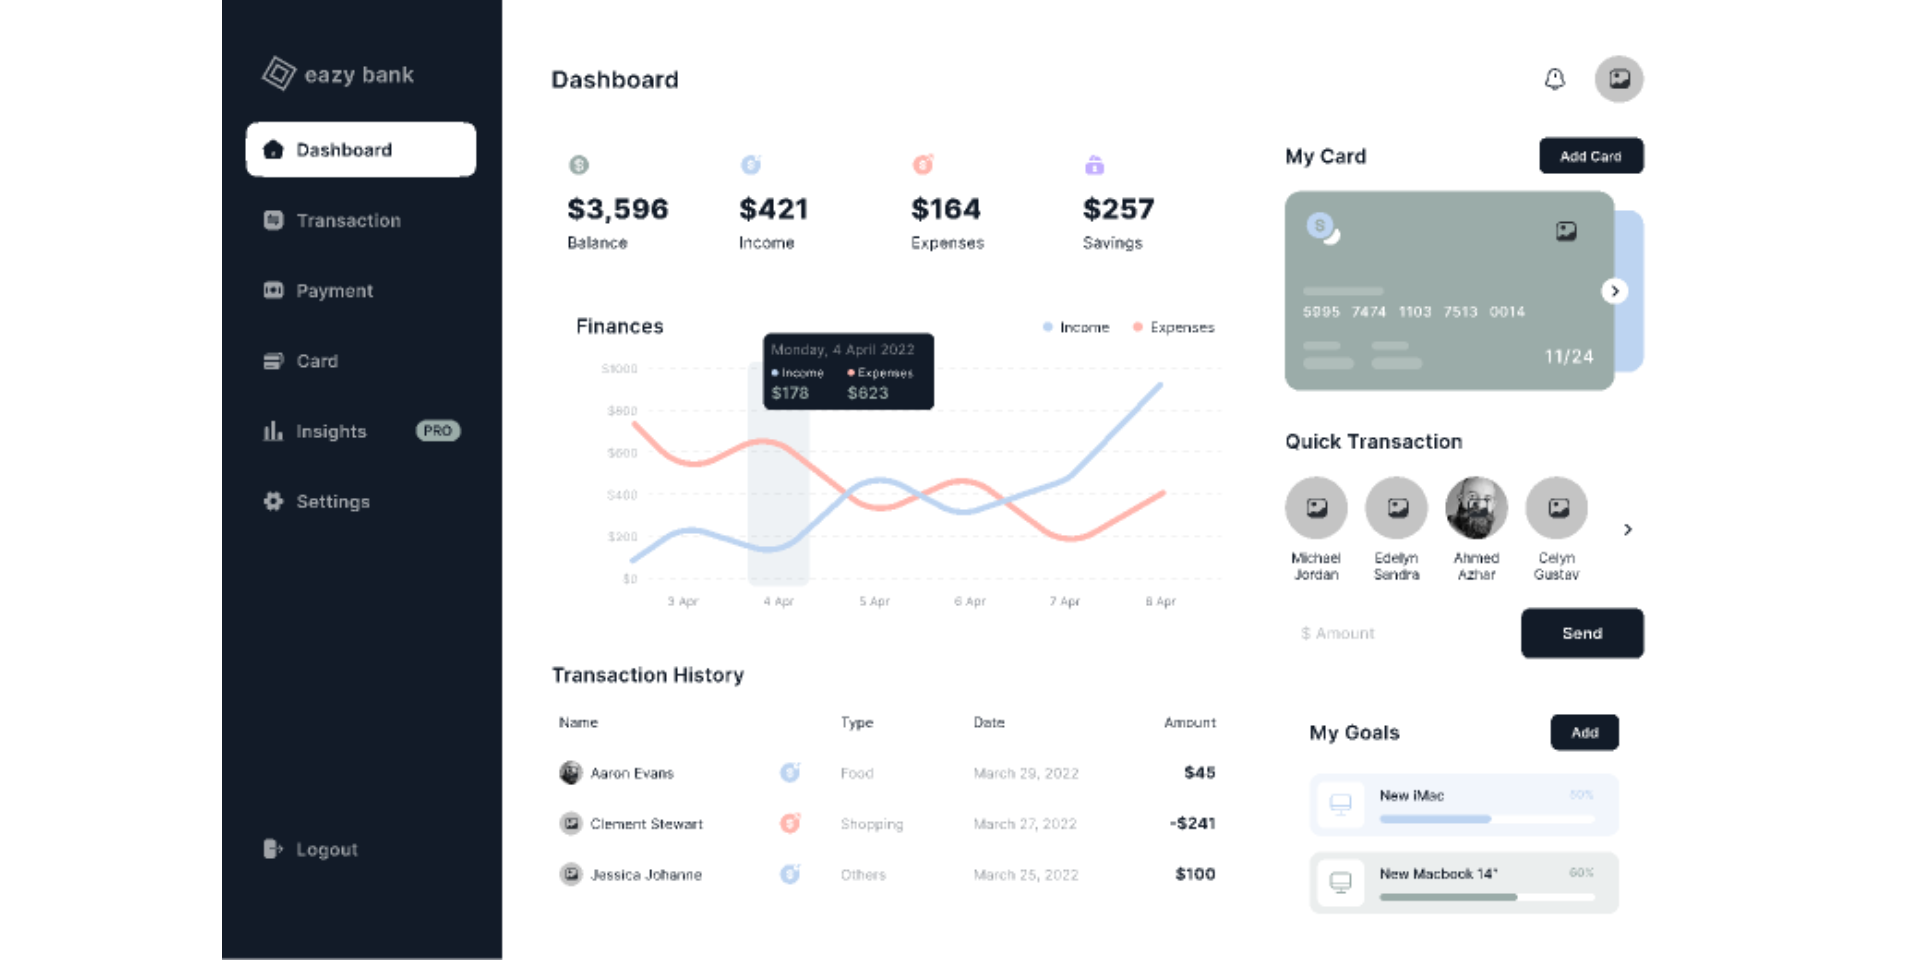 eazy bank
Dashboard
Transaction
Payment
Card
Insights PRO
Settings
Logout
Dashboard
$3,596
Balance
$421
Income
$164
Expenses
$257
Savings
Finances
Income Expenses
Monday, 4 April 2022
Income Expenses
$178 $623
$1000
$800
$600
$400
$200
$0
3 Apr 4 Apr 5 Apr 6 Apr 7 Apr 8 Apr
Transaction History
Name Type Date Amount
Aaron Evans Food March 29, 2022 $45
Clement Stewart Shopping March 27, 2022 -$241
Jessica Johanne Others March 25, 2022 $100
My Card
Add Card
5995 7474 1103 7513 0014
11/24
Quick Transaction
Michael Jordan
Edelyn Sandra
Ahmed Azhar
Celyn Gustav
$ Amount
Send
My Goals
Add
New iMac 50%
New Macbook 14" 60%